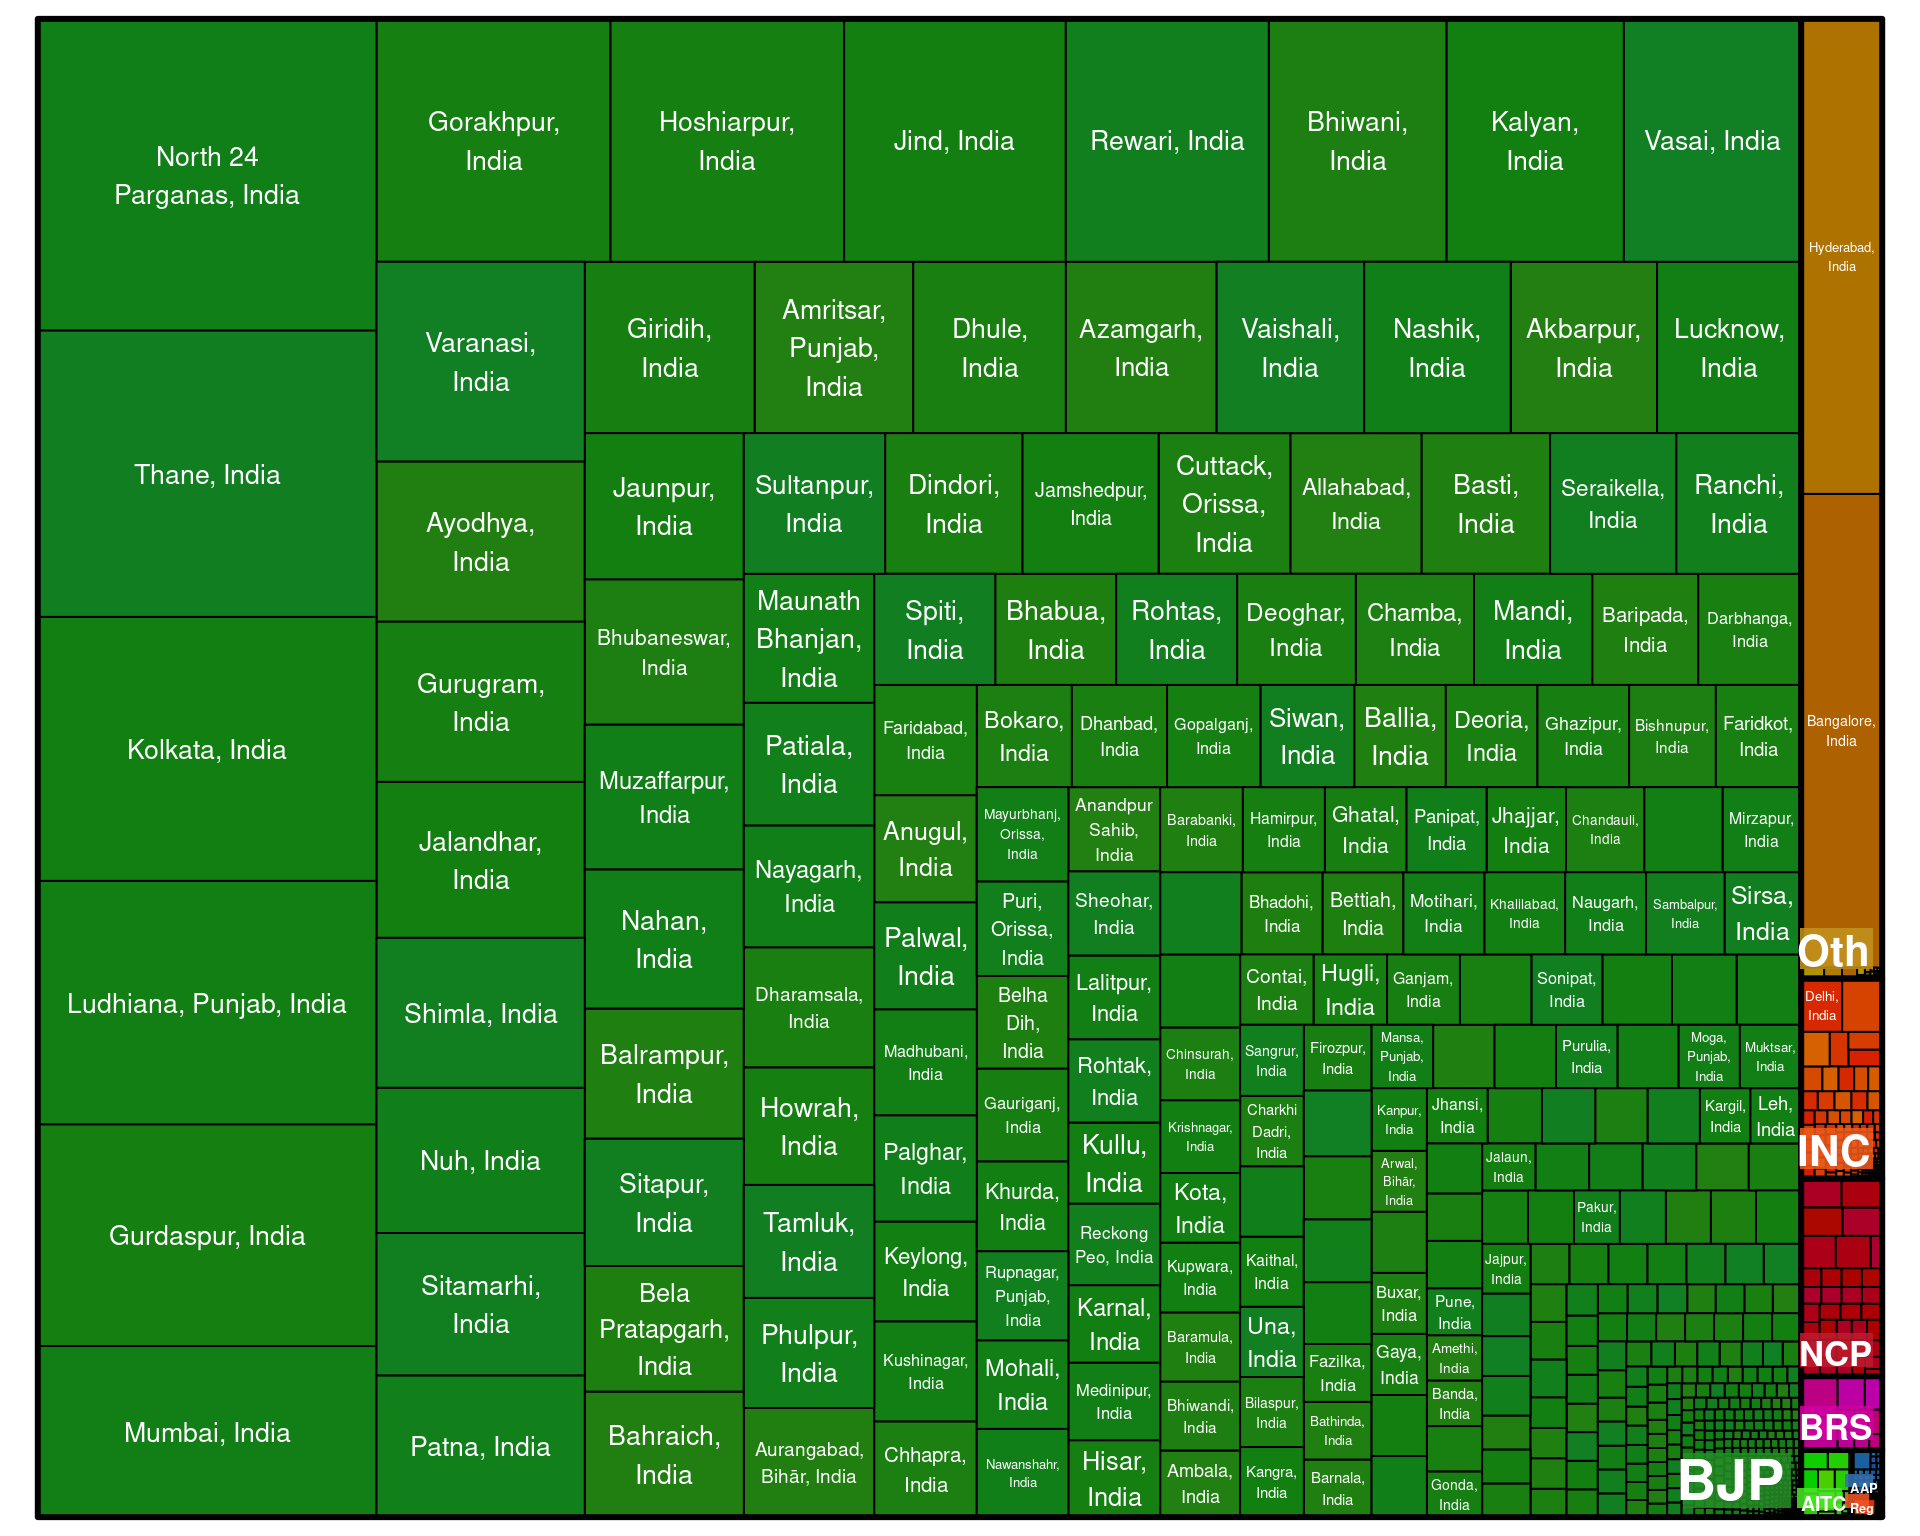 North 24
Parganas, India
Thane, India
Kolkata, India
Ludhiana, Punjab, India
Gurdaspur, India
Mumbai, India
Gorakhpur,
India
Hoshiarpur,
India
Jind, India
Rewari, India
Bhiwani,
India
Kalyan,
India
Vasai, India
Varanasi,
India
Ayodhya,
India
Gurugram,
India
Jalandhar,
India
Shimla, India
Nuh, India
Sitamarhi,
India
Patna, India
Giridih,
India
Amritsar,
Punjab,
India
Dhule,
India
Azamgarh,
India
Vaishali,
India
Nashik,
India
Akbarpur,
India
Lucknow,
India
Jaunpur,
India
Bhubaneswar,
India
Muzaffarpur,
India
Nahan,
India
Balrampur,
India
Sitapur,
India
Bela
Pratapgarh,
India
Bahraich,
India
Sultanpur,
India
Dindori,
India
Jamshedpur,
India
Cuttack,
Orissa,
India
Allahabad,
India
Basti,
India
Seraikella,
India
Ranchi,
India
Maunath
Bhanjan,
India
Patiala,
India
Nayagarh,
India
Dharamsala,
India
Howrah,
India
Tamluk,
India
Phulpur,
India
Aurangabad,
Bihār, India
Spiti,
India
Bhabua,
India
Rohtas,
India
Deoghar,
India
Chamba,
India
Mandi,
India
Baripada,
India
Darbhanga,
India
Faridabad,
India
Anugul,
India
Palwal,
India
Madhubani,
India
Palghar,
India
Keylong,
India
Kushinagar,
India
Chhapra,
India
Bokaro,
India
Dhanbad,
India
Gopalganj,
India
Siwan,
India
Ballia,
India
Deoria,
India
Ghazipur,
India
Bishnupur,
India
Faridkot,
India
Mayurbhanj,
Orissa,
India
Puri,
Orissa,
India
Belha
Dih,
India
Gauriganj,
India
Khurda,
India
Rupnagar,
Punjab,
India
Mohali,
India
Nawanshahr,
India
Anandpur
Sahib,
India
Barabanki,
India
Hamirpur,
India
Ghatal,
India
Panipat,
India
Jhajjar,
India
Chandauli,
India
Mirzapur,
India
Sheohar,
India
Lalitpur,
India
Rohtak,
India
Kullu,
India
Reckong
Peo, India
Karnal,
India
Medinipur,
India
Hisar,
India
Bhadohi,
India
Bettiah,
India
Motihari,
India
Khalilabad,
India
Naugarh,
India
Sambalpur,
India
Sirsa,
India
Chinsurah,
India
Krishnagar,
India
Kota,
India
Kupwara,
India
Baramula,
India
Bhiwandi,
India
Ambala,
India
Contai,
India
Hugli,
India
Ganjam,
India
Sonipat,
India
Sangrur,
India
Charkhi
Dadri,
India
Kaithal,
India
Una,
India
Bilaspur,
India
Kangra,
India
Firozpur,
India
Fazilka,
India
Bathinda,
India
Barnala,
India
Mansa,
Punjab,
India
Purulia,
India
Moga,
Punjab,
India
Muktsar,
India
Kanpur,
India
Arwal,
Bihār,
India
Buxar,
India
Gaya,
India
Jhansi,
India
Kargil,
India
Leh,
India
Pune,
India
Amethi,
India
Banda,
India
Gonda,
India
Jalaun,
India
Pakur,
India
Jajpur,
India
BJP
Hyderabad,
India
Bangalore,
India
Oth
Delhi,
India
INC
NCP
BRS
AITC
AAP
Reg